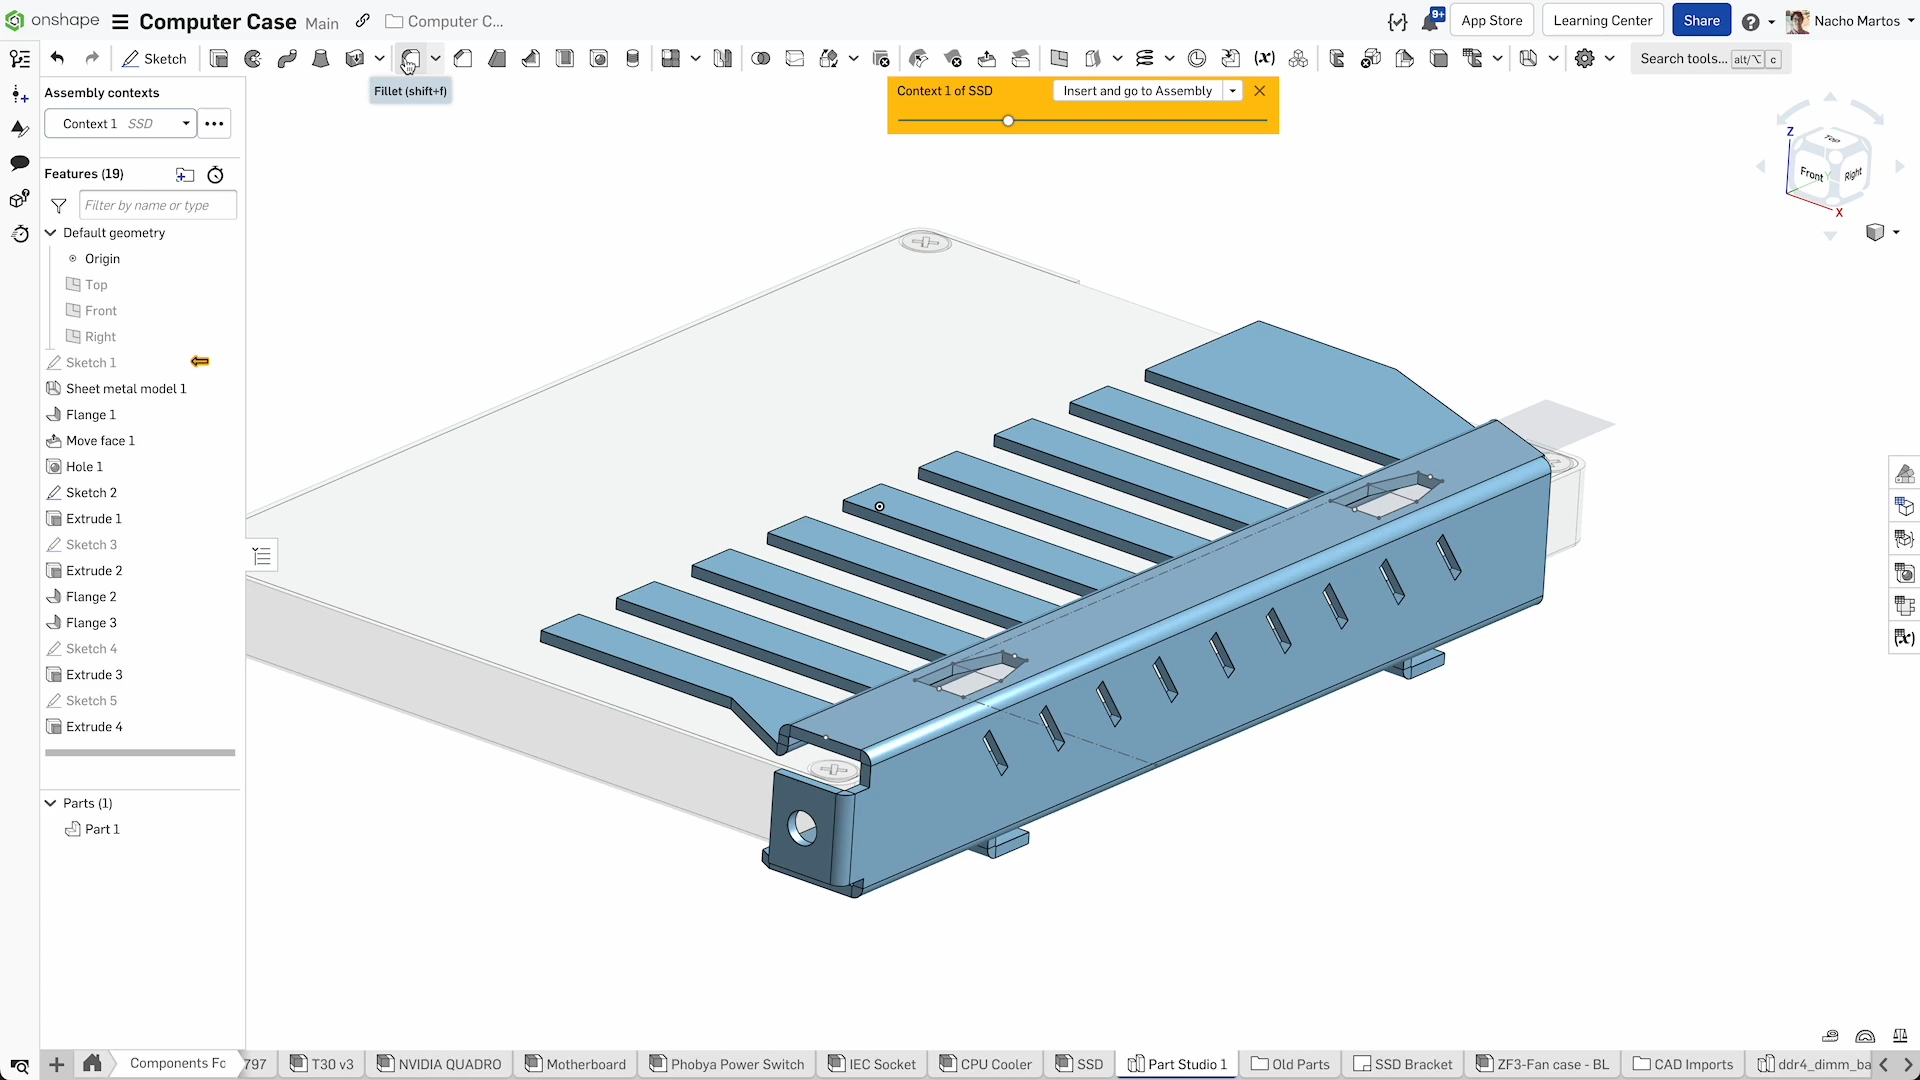 onshape Computer Case Main Computer C... 9+ App Store Learning Center Share Nacho Martos
Sketch Search tools... alt/⌥ c
Fillet (shift+f)
Context 1 of SSD Insert and go to Assembly
Assembly contexts
Context 1 SSD
Features (19)
Filter by name or type
Default geometry
Origin
Top
Front
Right
Sketch 1
Sheet metal model 1
Flange 1
Move face 1
Hole 1
Sketch 2
Extrude 1
Sketch 3
Extrude 2
Flange 2
Flange 3
Sketch 4
Extrude 3
Sketch 5
Extrude 4
Parts (1)
Part 1
Z
Top
Front Y Right
X
Components Fo 797 T30 v3 NVIDIA QUADRO Motherboard Phobya Power Switch IEC Socket CPU Cooler SSD Part Studio 1 Old Parts SSD Bracket ZF3-Fan case - BL CAD Imports ddr4_dimm_ba